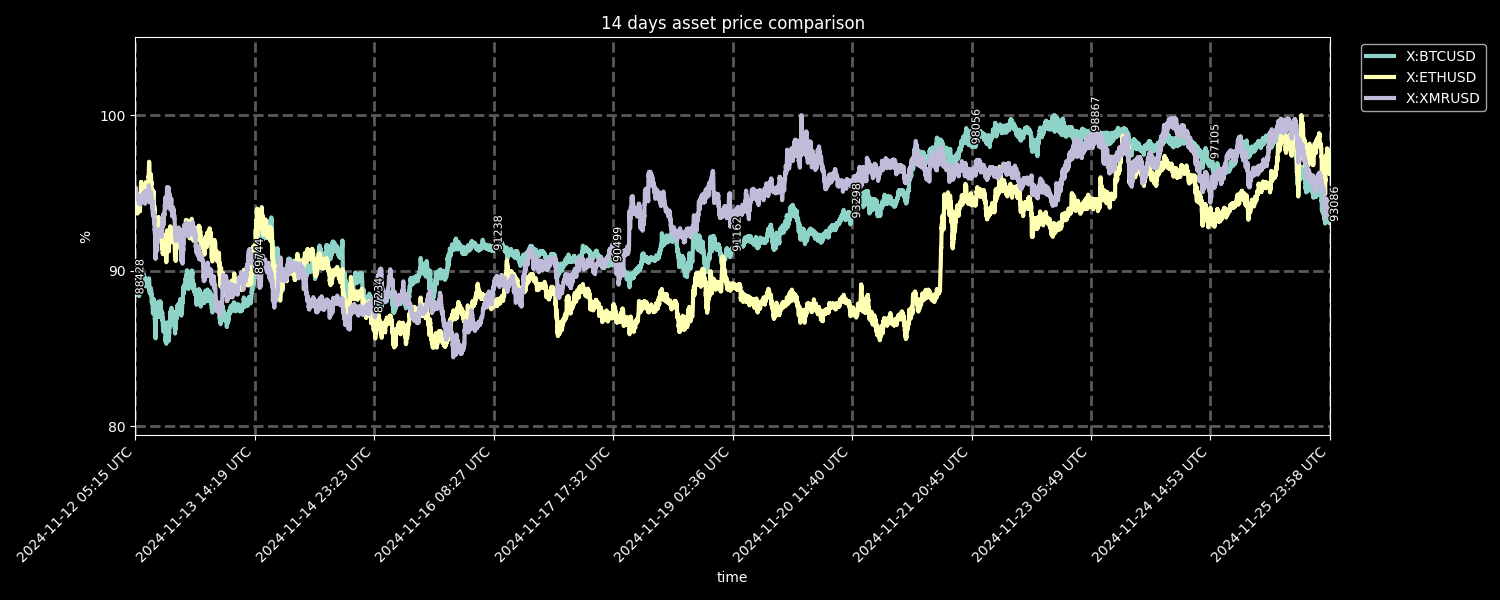 14 days asset price comparison
X:BTCUSD
X:ETHUSD
X:XMRUSD
%
100
90
80
88428
89744
87234
91238
90499
91162
93298
98056
98867
97105
93086
2024-11-12 05:15 UTC
2024-11-13 14:19 UTC
2024-11-14 23:23 UTC
2024-11-16 08:27 UTC
2024-11-17 17:32 UTC
2024-11-19 02:36 UTC
2024-11-20 11:40 UTC
2024-11-21 20:45 UTC
2024-11-23 05:49 UTC
2024-11-24 14:53 UTC
2024-11-25 23:58 UTC
time